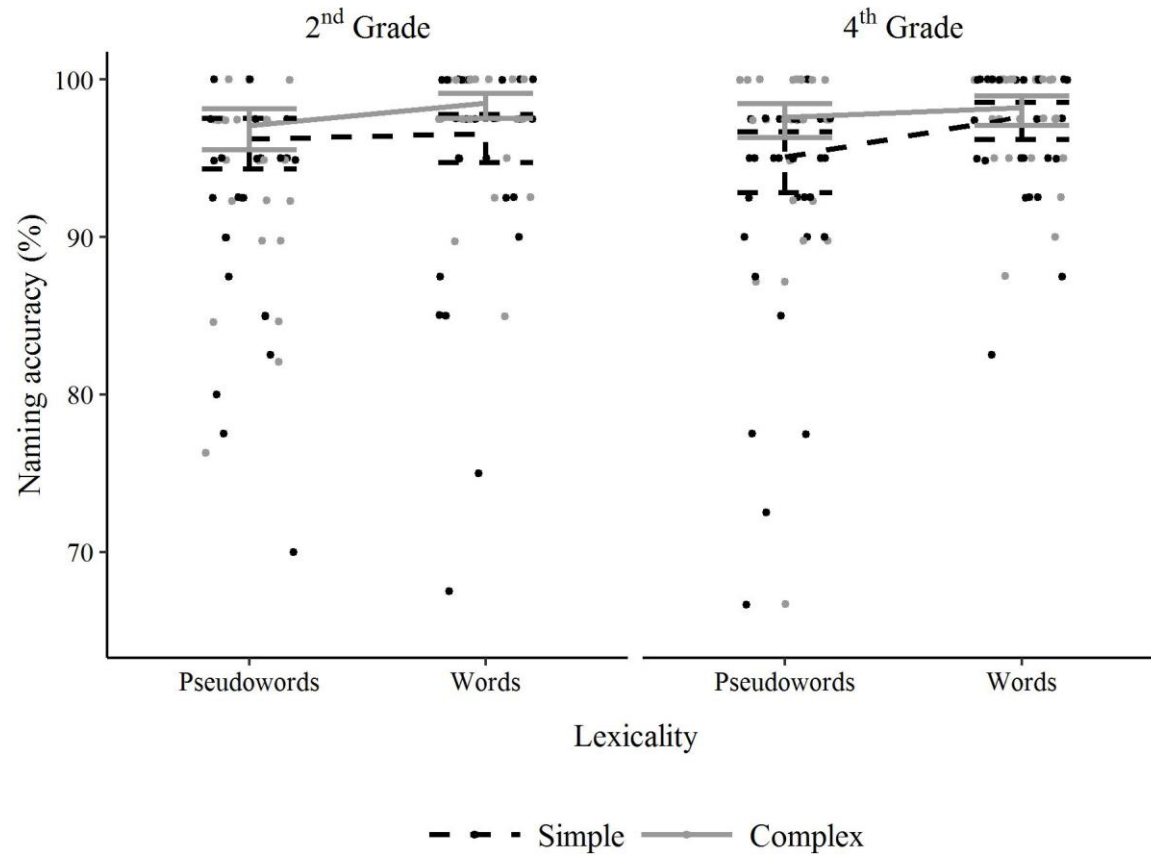 2nd Grade
4th Grade
Naming accuracy (%)
100
90
80
70
Pseudowords
Words
Pseudowords
Words
Lexicality
Simple
Complex